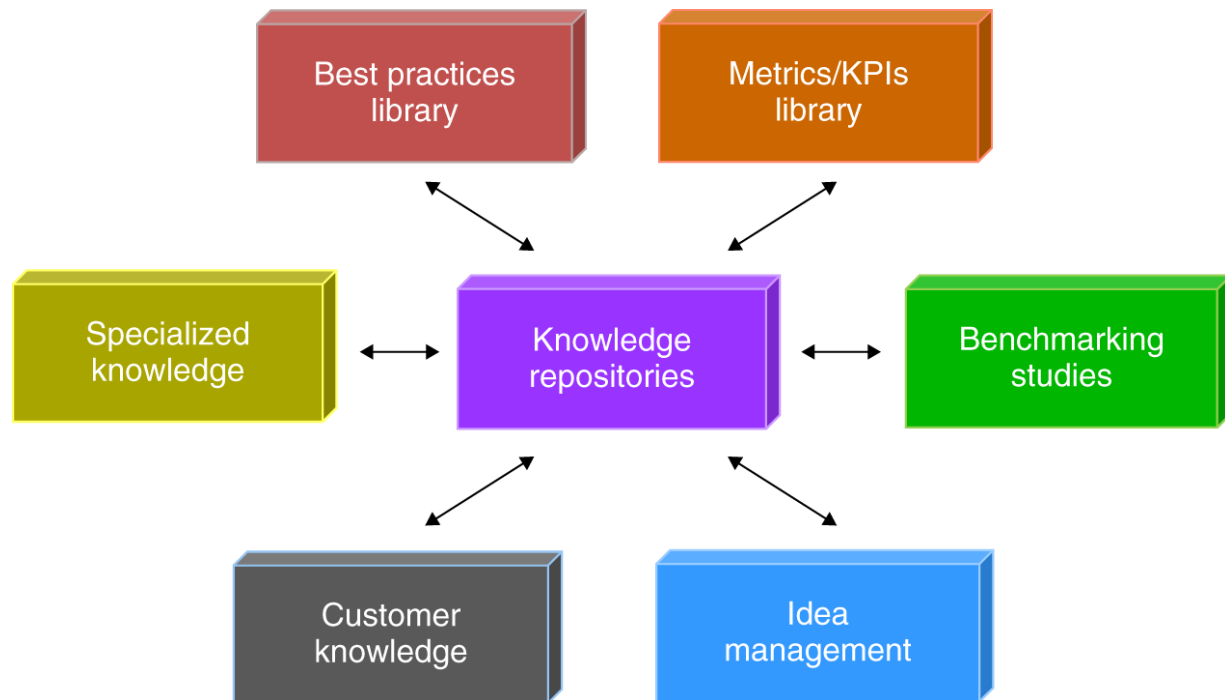 Best practices
library
Metrics/KPIs
library
Specialized
knowledge
Knowledge
repositories
Benchmarking
studies
Customer
knowledge
Idea
management